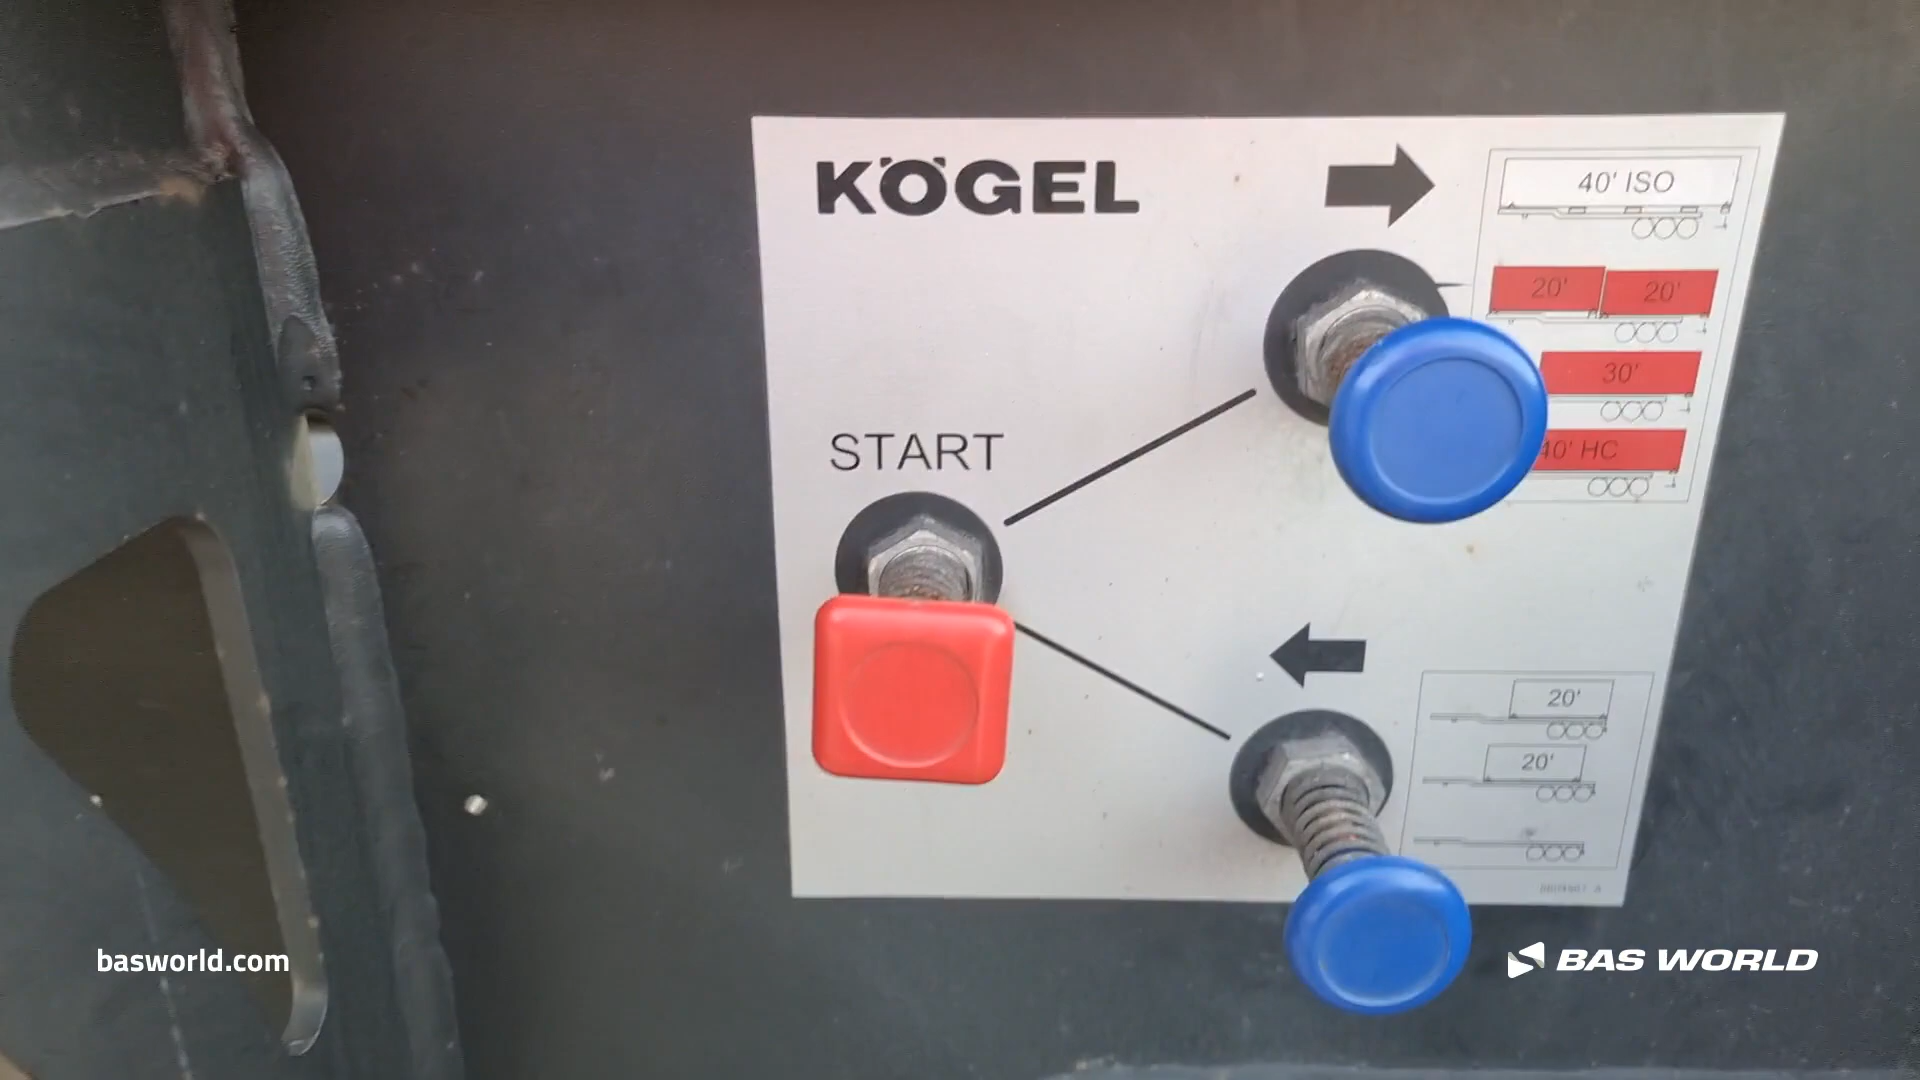 KÖGEL
40' ISO
20' 20'
30'
40' HC
START
20'
20'
basworld.com
BAS WORLD